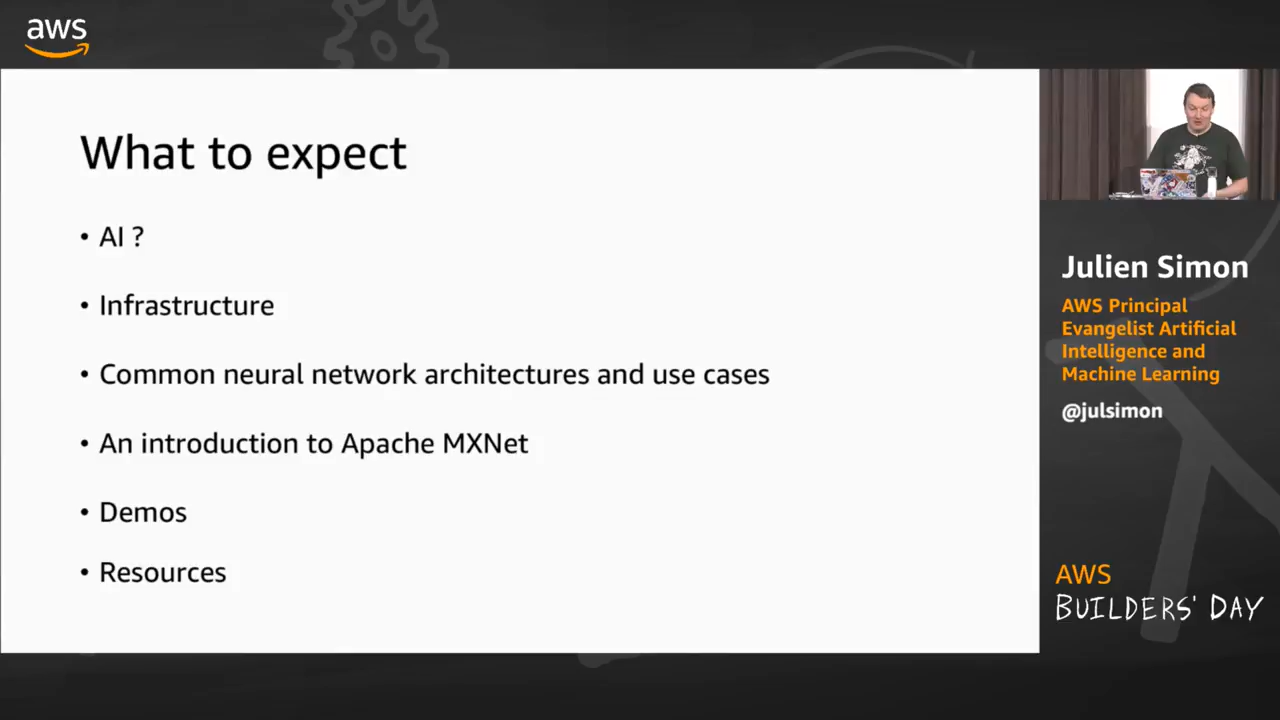 aws
What to expect
• AI ?
• Infrastructure
• Common neural network architectures and use cases
• An introduction to Apache MXNet
• Demos
• Resources
Julien Simon
AWS Principal
Evangelist Artificial
Intelligence and
Machine Learning
@julsimon
AWS
BUILDERS' DAY